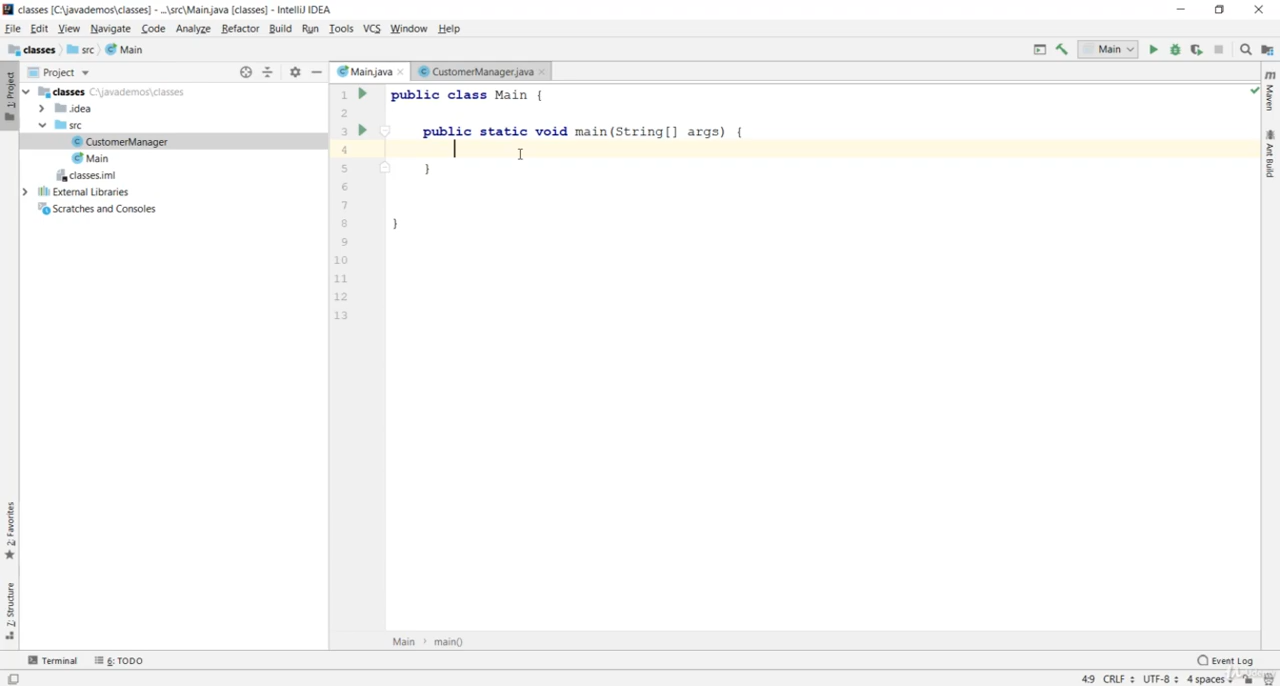 classes [C:\javademos\classes] - ...\src\Main.java [classes] - IntelliJ IDEA
File Edit View Navigate Code Analyze Refactor Build Run Tools VCS Window Help
classes src Main Main
Project Main.java CustomerManager.java
1: Project
classes C:\javademos\classes
.idea
src
CustomerManager
Main
classes.iml
External Libraries
Scratches and Consoles
2: Favorites
Z: Structure
1 public class Main {
2
3 public static void main(String[] args) {
4
5 }
6
7
8 }
9
10
11
12
13
m Maven
Ant Build
Main › main()
Terminal 6: TODO Event Log
4:9 CRLF UTF-8 4 spaces